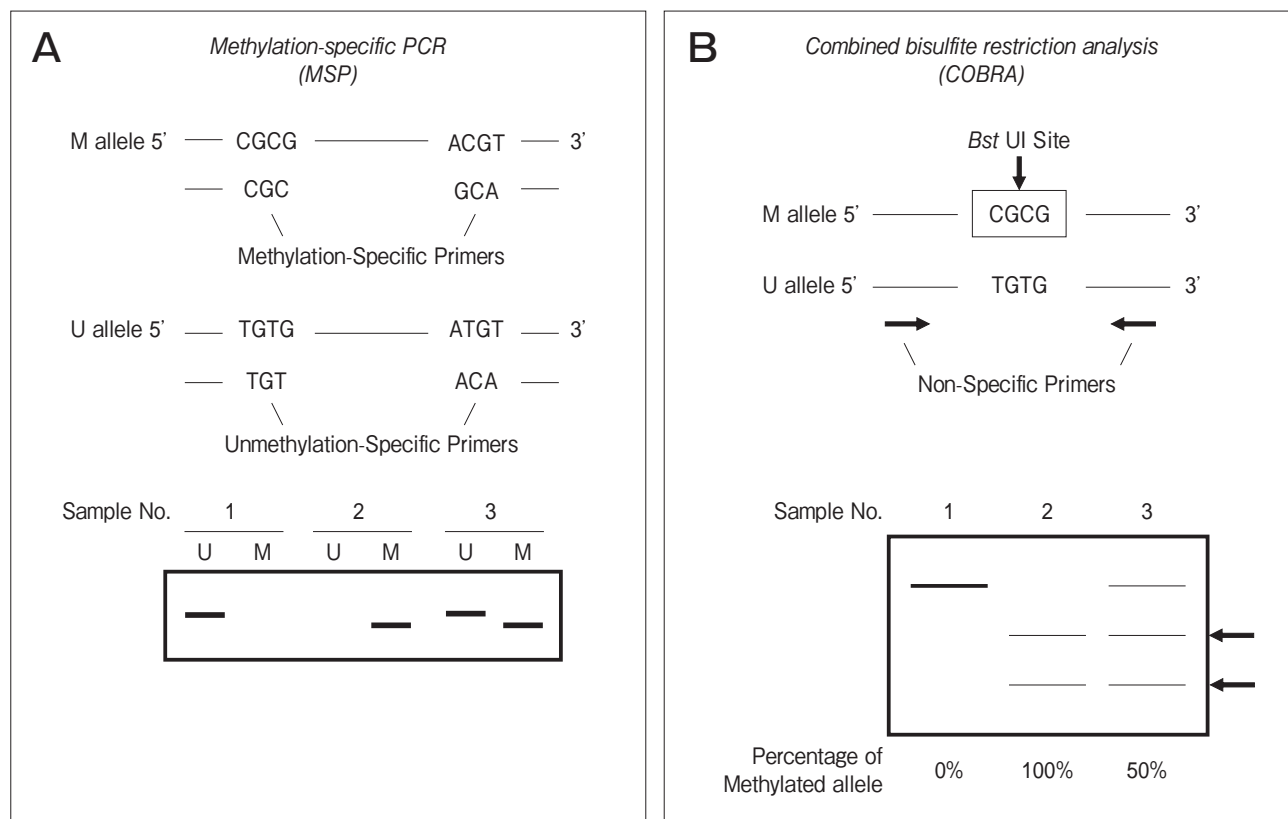 A
Methylation-specific PCR
(MSP)
M allele 5’ CGCG ACGT 3’
CGC GCA
Methylation-Specific Primers
U allele 5’ TGTG ATGT 3’
TGT ACA
Unmethylation-Specific Primers
Sample No. 1 2 3
U M U M U M
B
Combined bisulfite restriction analysis
(COBRA)
Bst UI Site
M allele 5’ CGCG 3’
U allele 5’ TGTG 3’
Non-Specific Primers
Sample No. 1 2 3
Percentage of
Methylated allele 0% 100% 50%